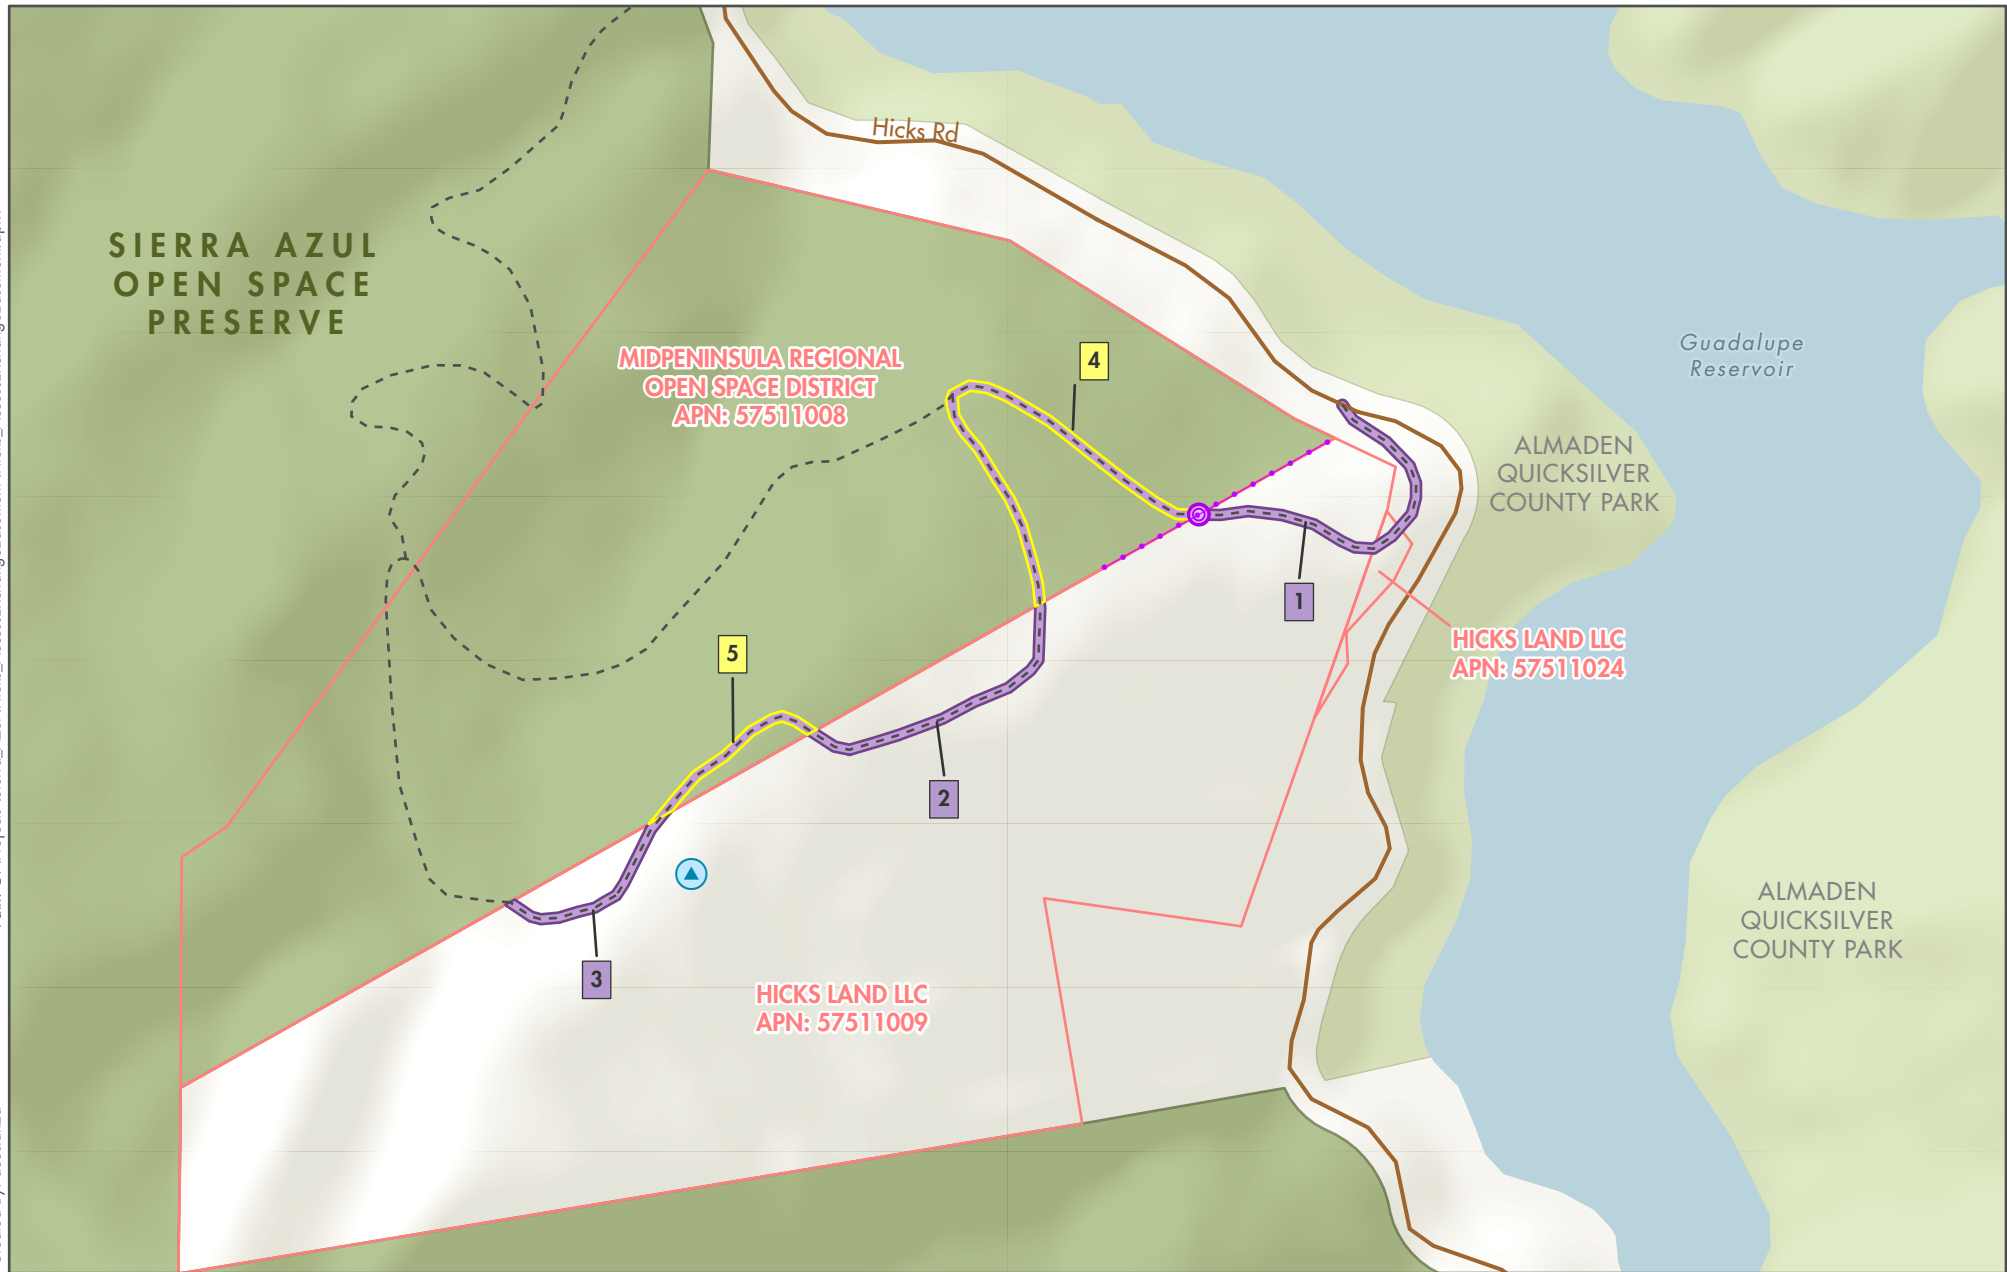 Hicks Rd
SIERRA AZUL
OPEN SPACE
PRESERVE
MIDPENINSULA REGIONAL
OPEN SPACE DISTRICT
APN: 57511008
4
Guadalupe
Reservoir
ALMADEN
QUICKSILVER
COUNTY PARK
1
HICKS LAND LLC
APN: 57511024
5
2
3
HICKS LAND LLC
APN: 57511009
ALMADEN
QUICKSILVER
COUNTY PARK